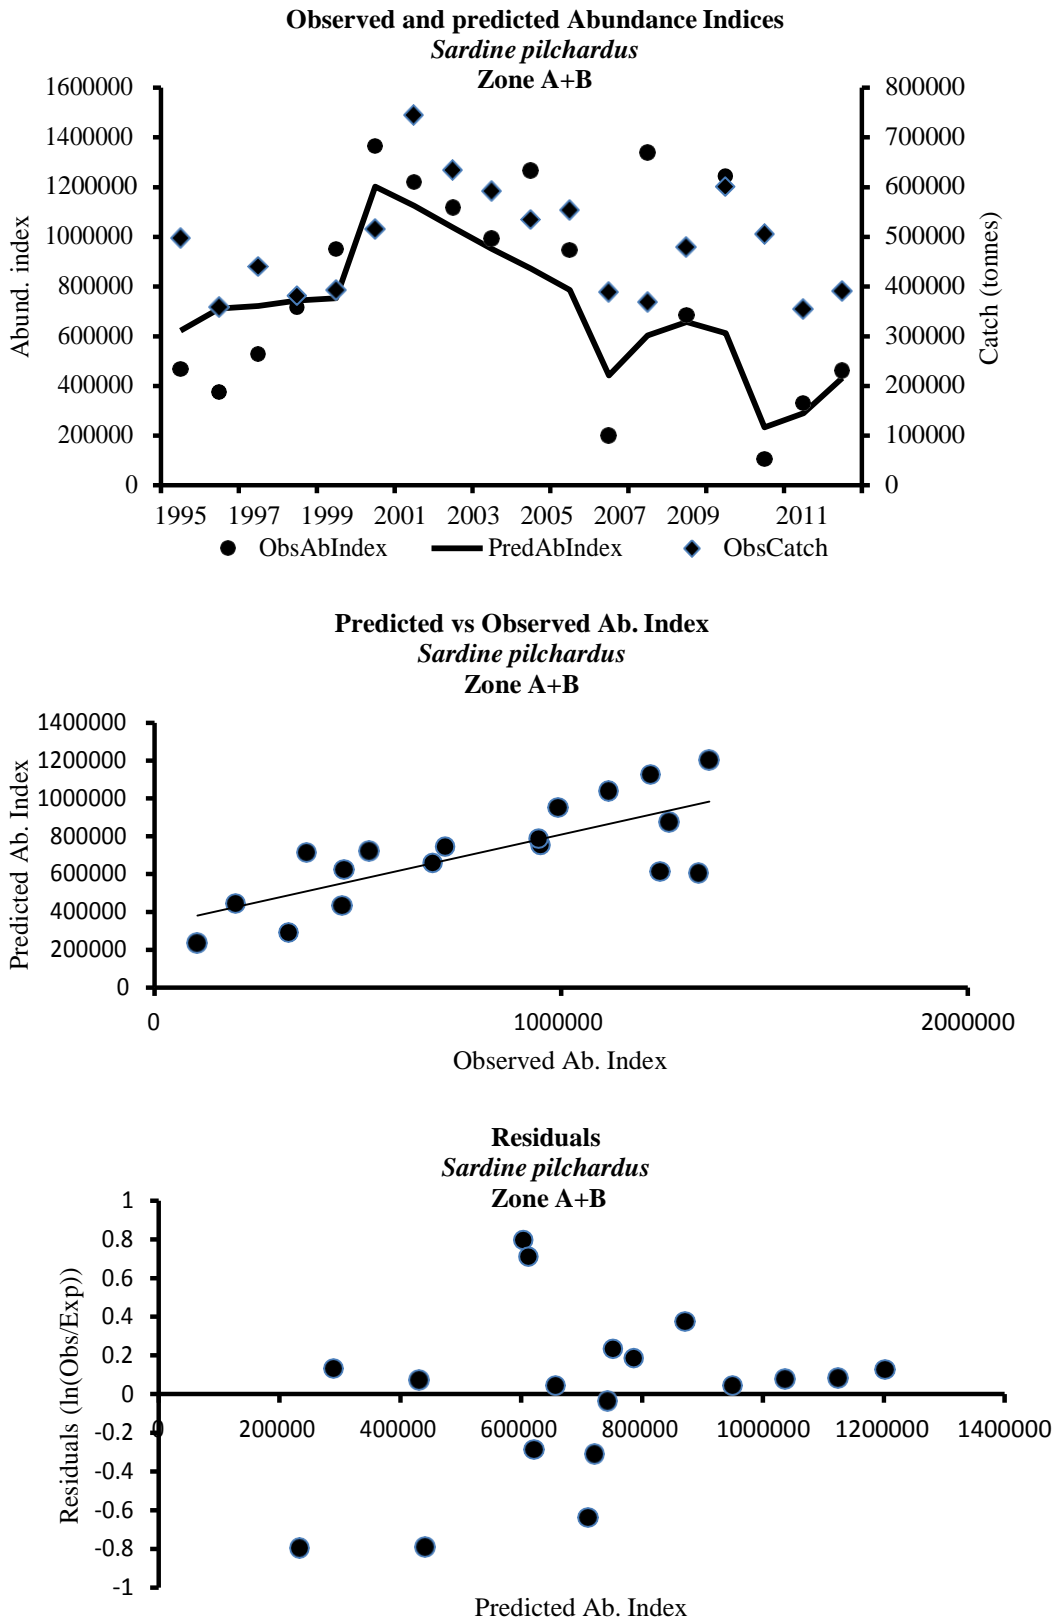 Observed and predicted Abundance Indices
Sardine pilchardus
Zone A+B
1600000
1400000
1200000
1000000
800000
600000
400000
200000
0
Abund. index
800000
700000
600000
500000
400000
300000
200000
100000
0
Catch (tonnes)
1995 1997 1999 2001 2003 2005 2007 2009 2011
ObsAbIndex PredAbIndex ObsCatch
Predicted vs Observed Ab. Index
Sardine pilchardus
Zone A+B
1400000
1200000
1000000
800000
600000
400000
200000
0
Predicted Ab. Index
0 1000000 2000000
Observed Ab. Index
Residuals
Sardine pilchardus
Zone A+B
1
0.8
0.6
0.4
0.2
0
-0.2
-0.4
-0.6
-0.8
-1
Residuals (ln(Obs/Exp))
0 200000 400000 600000 800000 1000000 1200000 1400000
Predicted Ab. Index